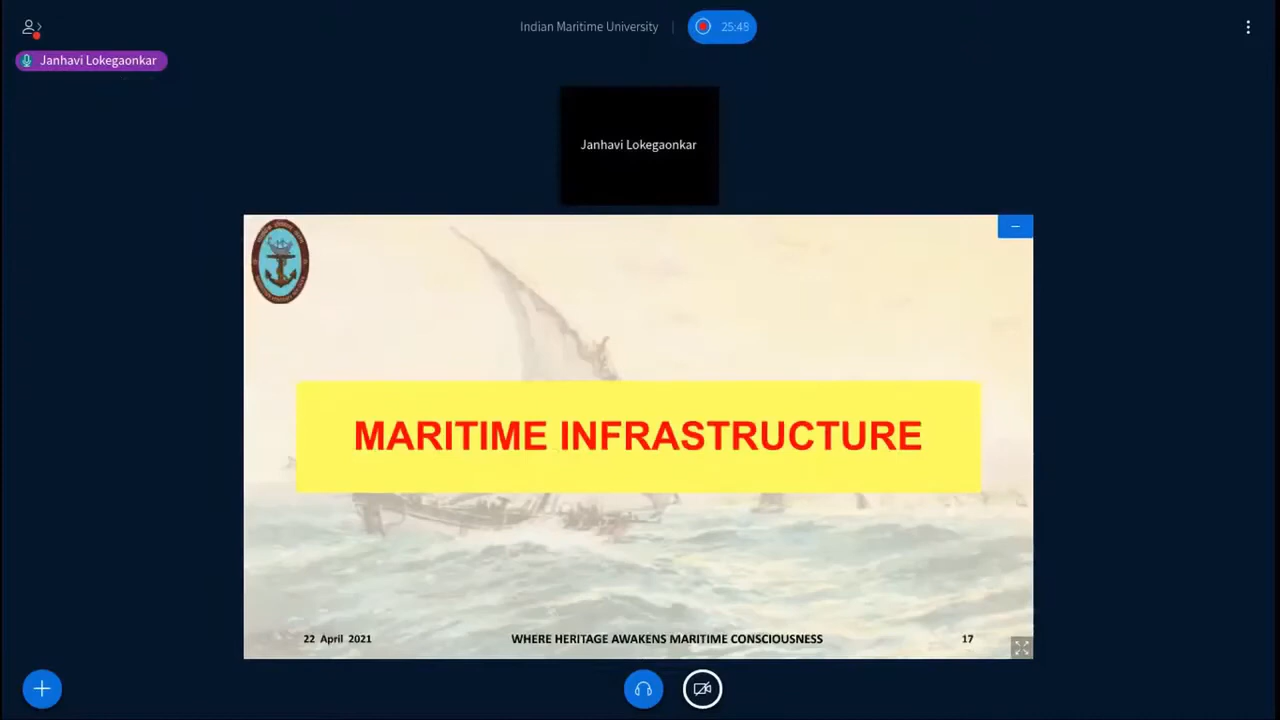 Indian Maritime University
25:48
Janhavi Lokegaonkar
Janhavi Lokegaonkar
MARITIME INFRASTRUCTURE
22 April 2021
WHERE HERITAGE AWAKENS MARITIME CONSCIOUSNESS
17